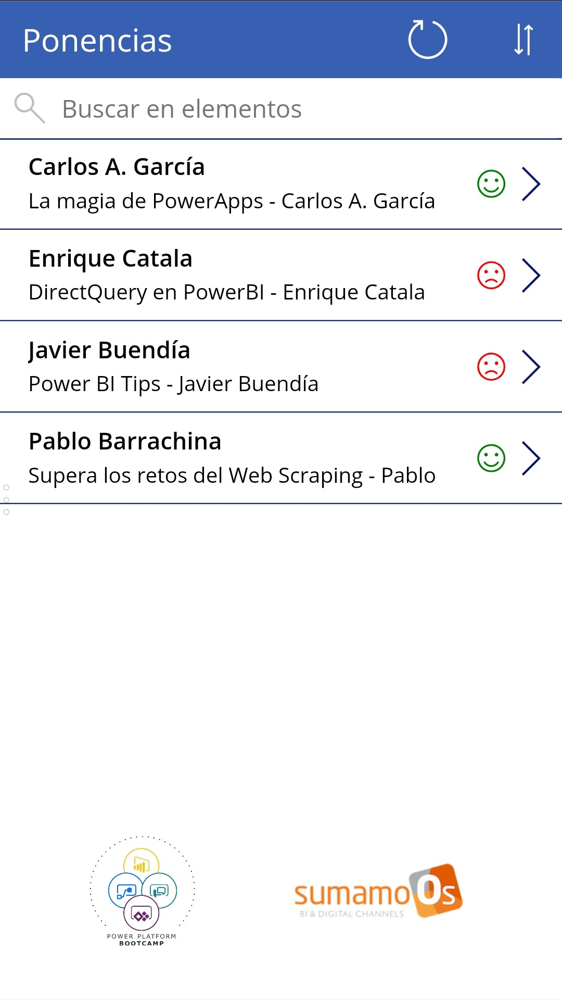 Ponencias
Buscar en elementos
Carlos A. García
La magia de PowerApps - Carlos A. García
Enrique Catala
DirectQuery en PowerBI - Enrique Catala
Javier Buendía
Power BI Tips - Javier Buendía
Pablo Barrachina
Supera los retos del Web Scraping - Pablo
POWER PLATFORM
BOOTCAMP
sumamoOs
BI & DIGITAL CHANNELS